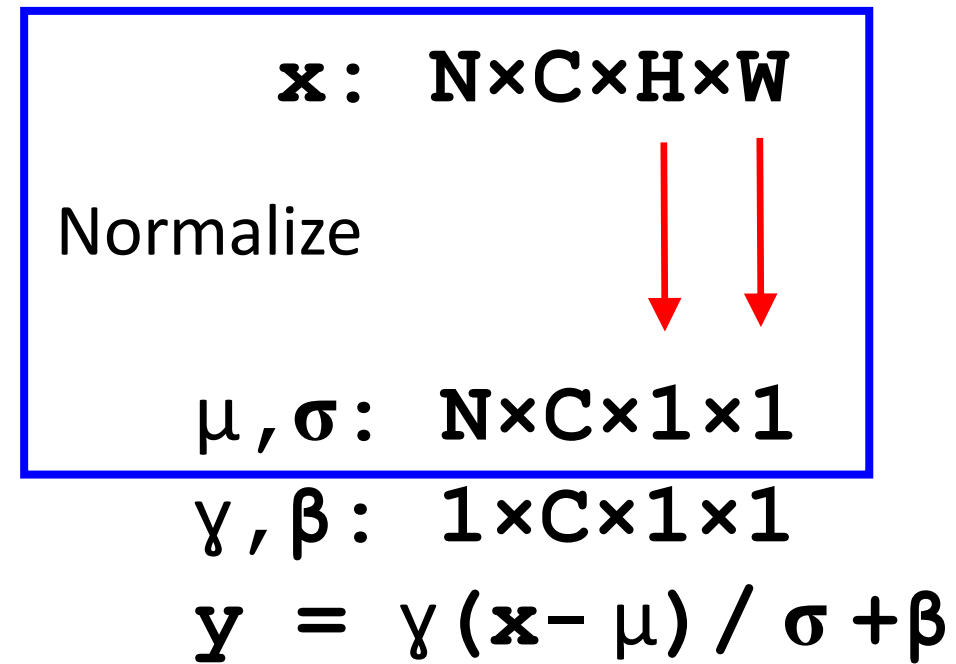 x: N×C×H×W
Normalize
μ,σ: N×C×1×1
γ,β: 1×C×1×1
y = γ(x- μ)/ σ +β